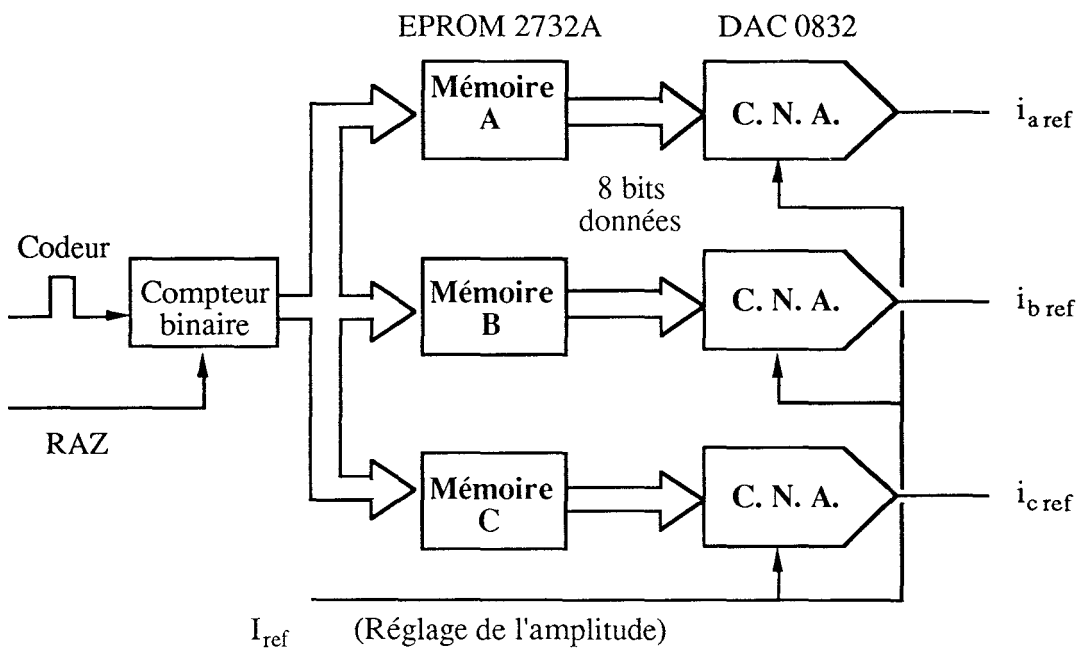 EPROM 2732A
DAC 0832
Mémoire
A
C. N. A.
i a ref
8 bits
données
Codeur
Compteur
binaire
Mémoire
B
C. N. A.
i b ref
RAZ
Mémoire
C
C. N. A.
i c ref
I ref
(Réglage de l'amplitude)